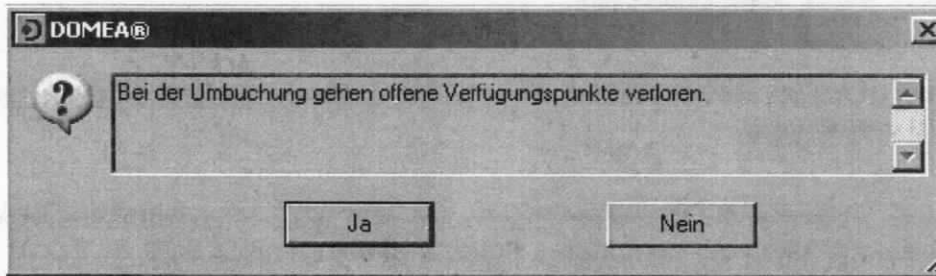 DOMEA®
Bei der Umbuchung gehen offene Verfügungspunkte verloren.
Ja
Nein